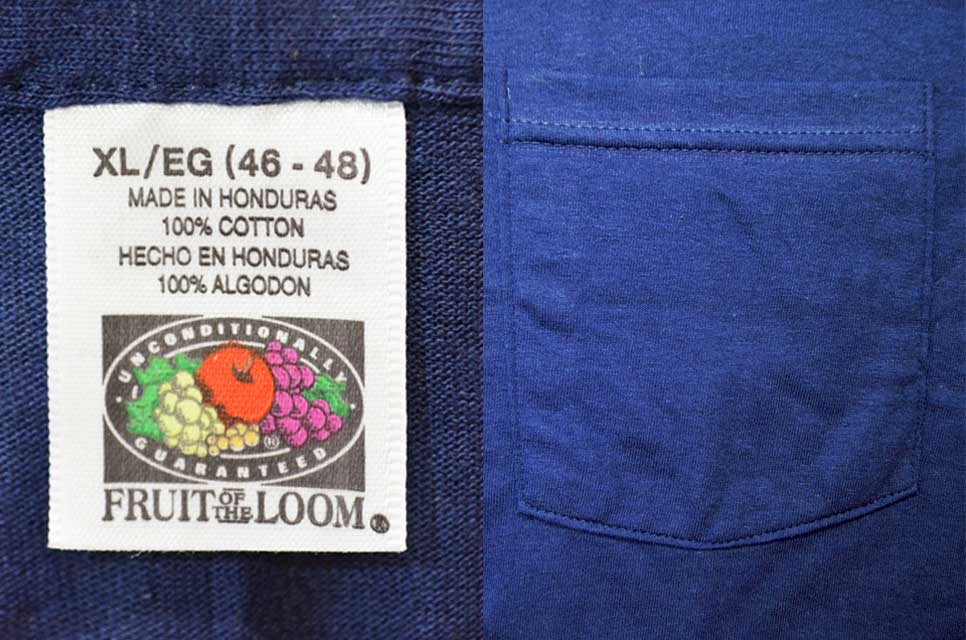 XL/EG (46 - 48)
MADE IN HONDURAS
100% COTTON
HECHO EN HONDURAS
100% ALGODON
UNCONDITIONALLY
®
GUARANTEED
FRUIT OF THE LOOM®